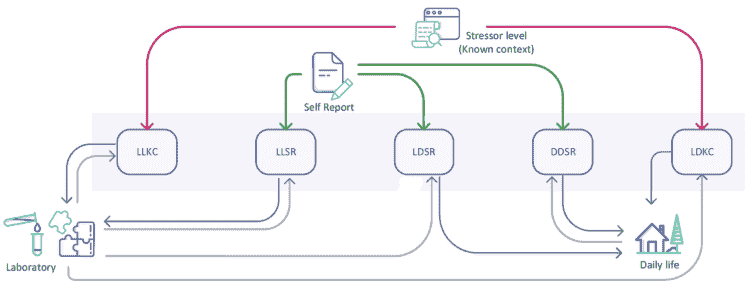 Stressor level
(Known context)
Self Report
LLKC
LLSR
LDSR
DDSR
LDKC
Laboratory
Daily life